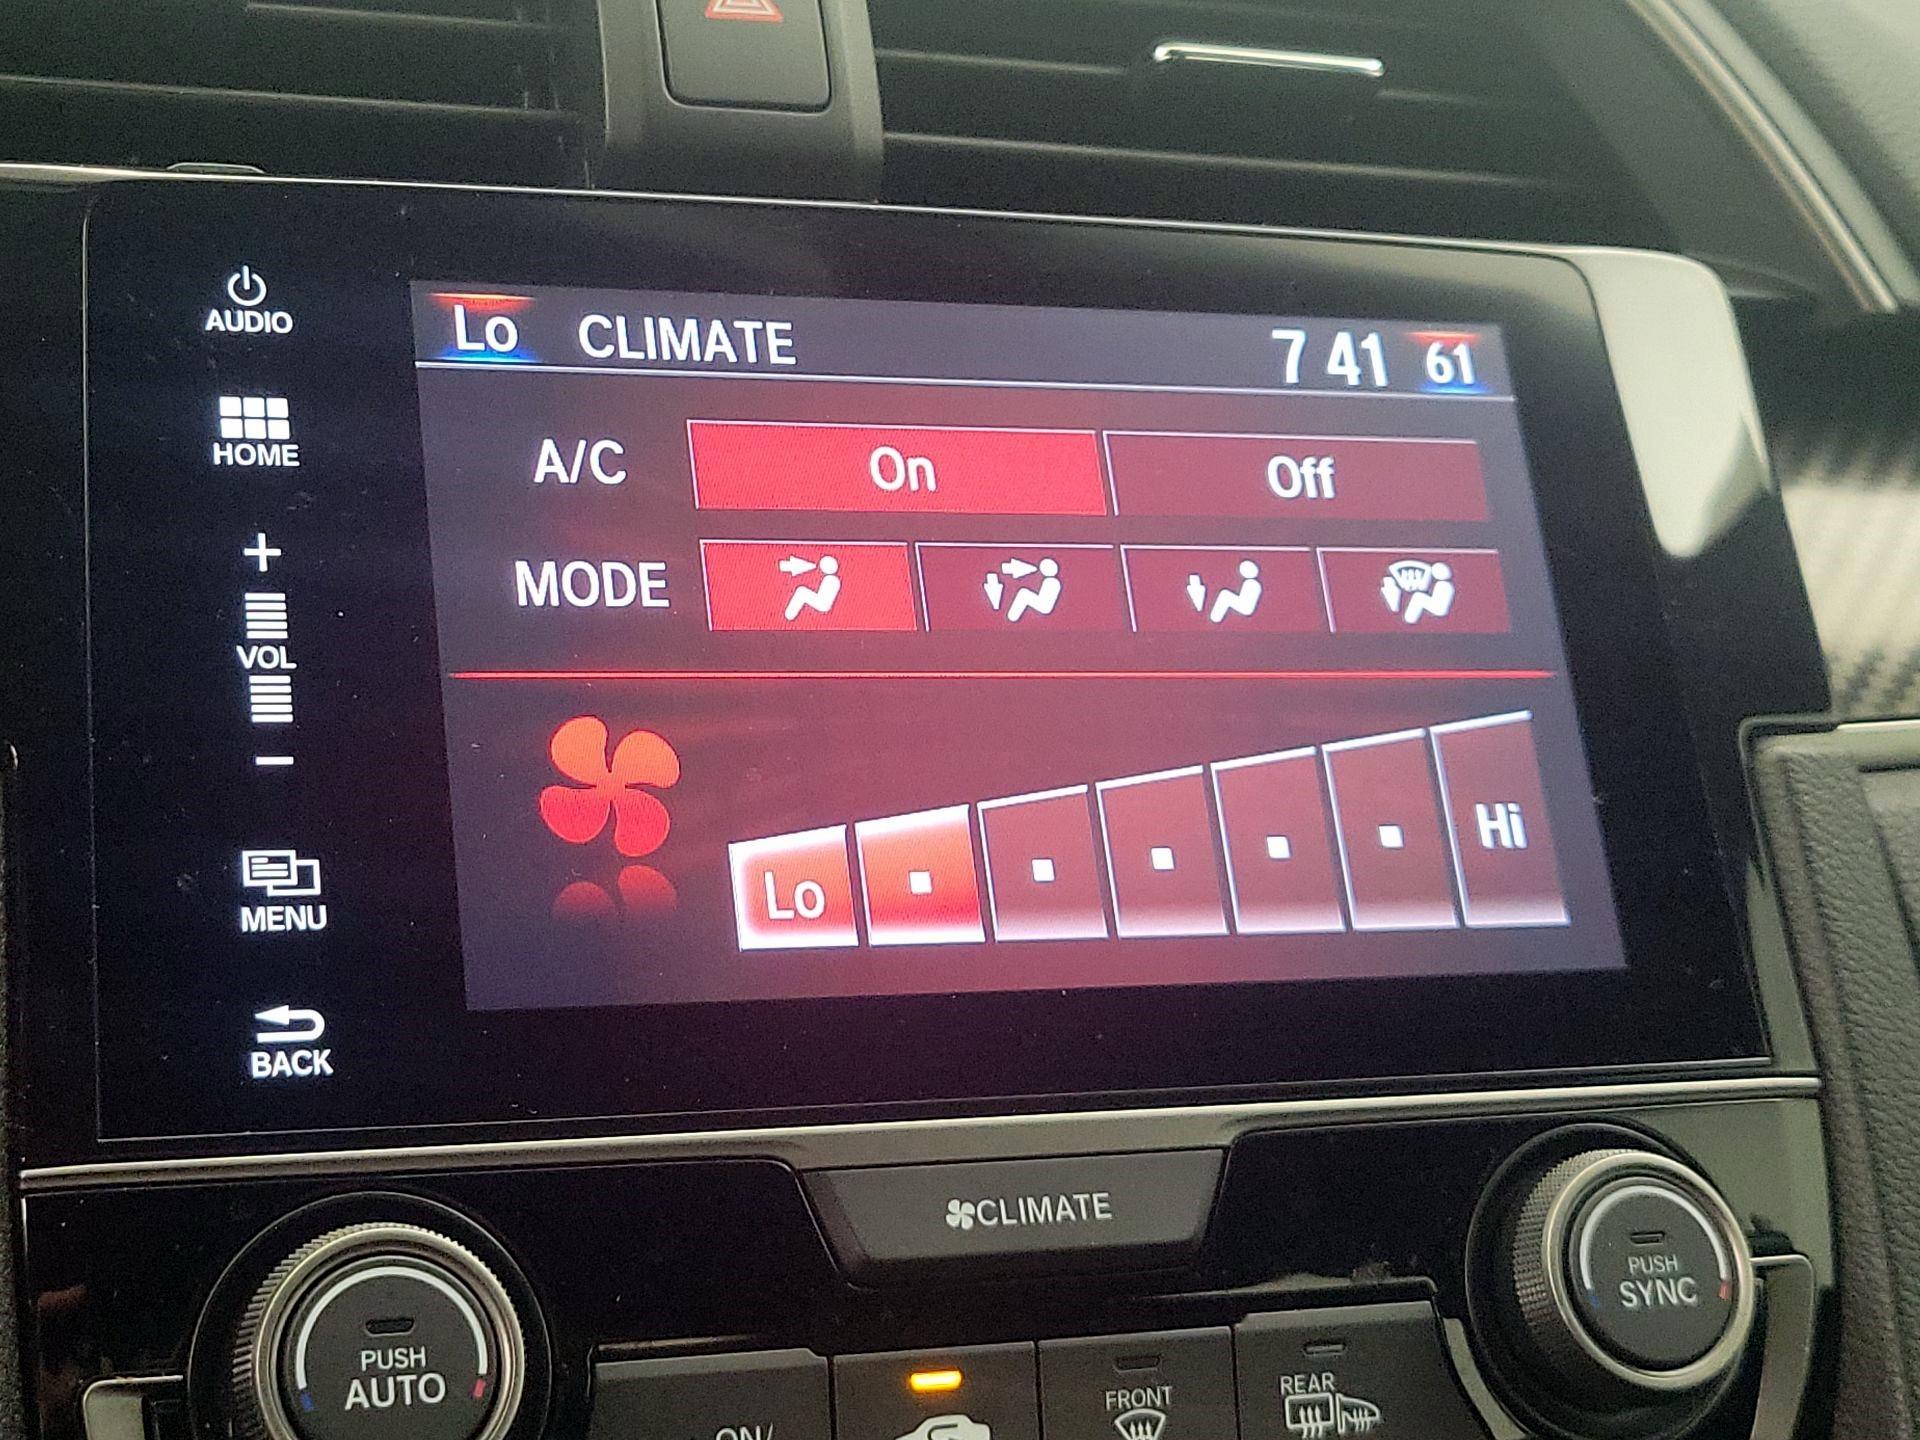 AUDIO
HOME
VOL
MENU
BACK
Lo CLIMATE 7 41 61
A/C On Off
MODE
Lo Hi
CLIMATE
PUSH
AUTO
ON/
FRONT
REAR
PUSH
SYNC